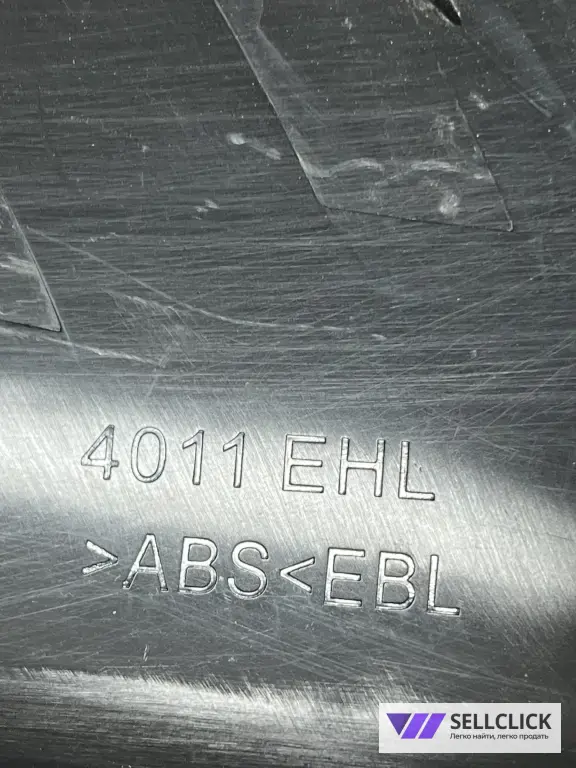 4011 EHL
>ABS<EBL
SELLCLICK
Легко найти, легко продать